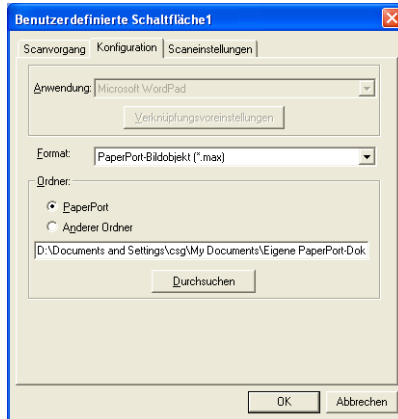 Benutzerdefinierte Schaltfläche1
Scanvorgang Konfiguration Scaneinstellungen
Anwendung: Microsoft WordPad
Verknüpfungsvoreinstellungen
Format: PaperPort-Bildobjekt (*.max)
Ordner:
PaperPort
Anderer Ordner
D:\Documents and Settings\csg\My Documents\Eigene PaperPort-Dok
Durchsuchen
OK Abbrechen